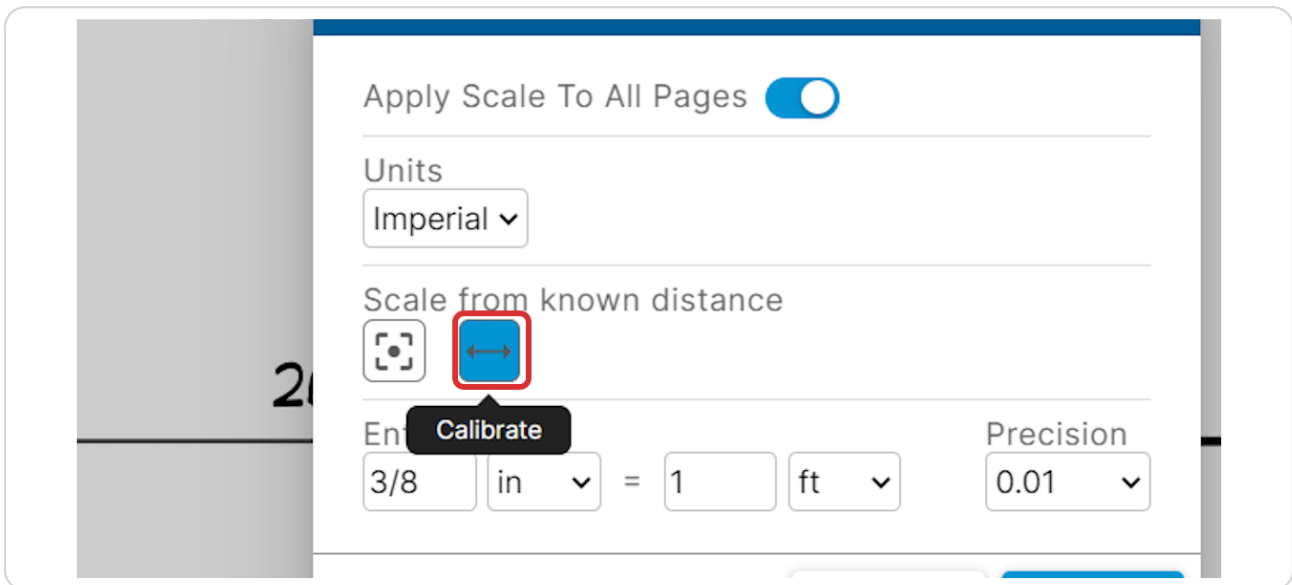 Apply Scale To All Pages
Units
Imperial
Scale from known distance
Calibrate
Precision
3/8 in = 1 ft 0.01